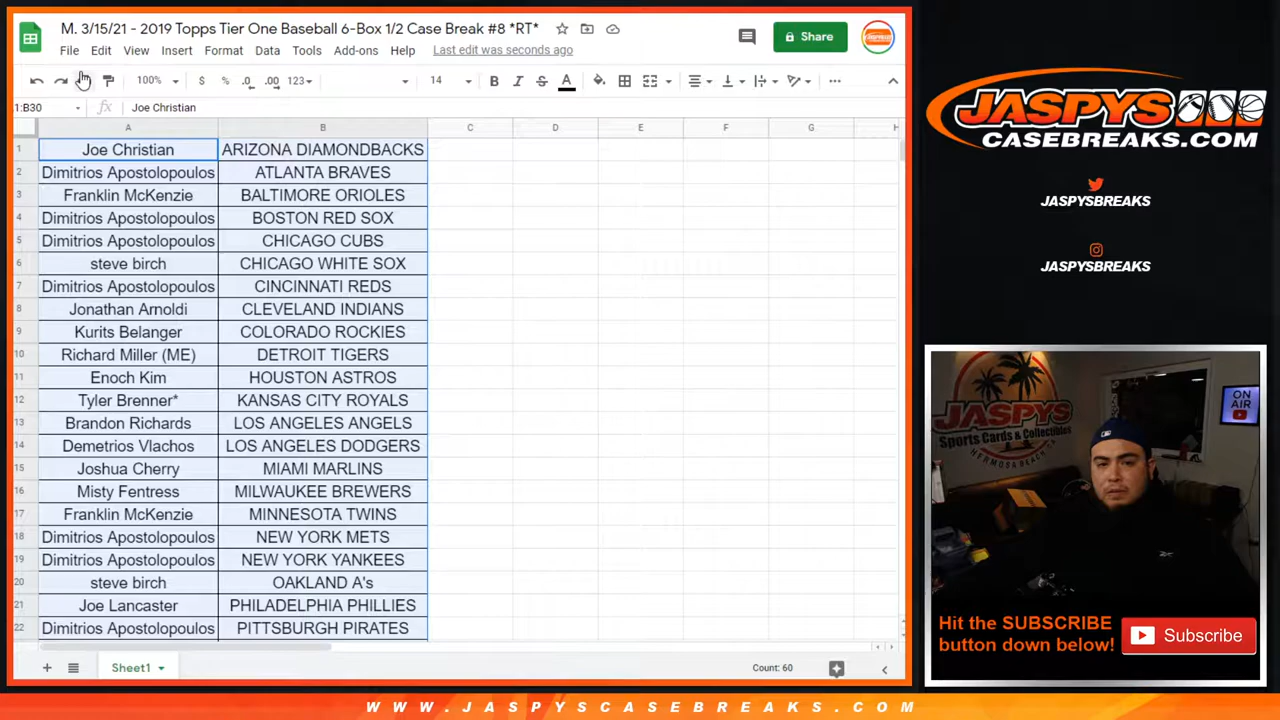 M. 3/15/21 - 2019 Topps Tier One Baseball 6-Box 1/2 Case Break #8 *RT*
File Edit View Insert Format Data Tools Add-ons Help Last edit was seconds ago
Share
100% $ % .0 .00 123 14 B I S A
1:B30 fx Joe Christian
A B C D E F G H
1 Joe Christian ARIZONA DIAMONDBACKS
2 Dimitrios Apostolopoulos ATLANTA BRAVES
3 Franklin McKenzie BALTIMORE ORIOLES
4 Dimitrios Apostolopoulos BOSTON RED SOX
5 Dimitrios Apostolopoulos CHICAGO CUBS
6 steve birch CHICAGO WHITE SOX
7 Dimitrios Apostolopoulos CINCINNATI REDS
8 Jonathan Arnoldi CLEVELAND INDIANS
9 Kurits Belanger COLORADO ROCKIES
10 Richard Miller (ME) DETROIT TIGERS
11 Enoch Kim HOUSTON ASTROS
12 Tyler Brenner* KANSAS CITY ROYALS
13 Brandon Richards LOS ANGELES ANGELS
14 Demetrios Vlachos LOS ANGELES DODGERS
15 Joshua Cherry MIAMI MARLINS
16 Misty Fentress MILWAUKEE BREWERS
17 Franklin McKenzie MINNESOTA TWINS
18 Dimitrios Apostolopoulos NEW YORK METS
19 Dimitrios Apostolopoulos NEW YORK YANKEES
20 steve birch OAKLAND A's
21 Joe Lancaster PHILADELPHIA PHILLIES
22 Dimitrios Apostolopoulos PITTSBURGH PIRATES
Sheet1 Count: 60
JASPYS
CASEBREAKS.COM
JASPYSBREAKS
JASPYSBREAKS
JASPYS
Sports Cards & Collectibles
HERMOSA BEACH
ON AIR
Hit the SUBSCRIBE
button down below!
Subscribe
WWW.JASPYSCASEBREAKS.COM